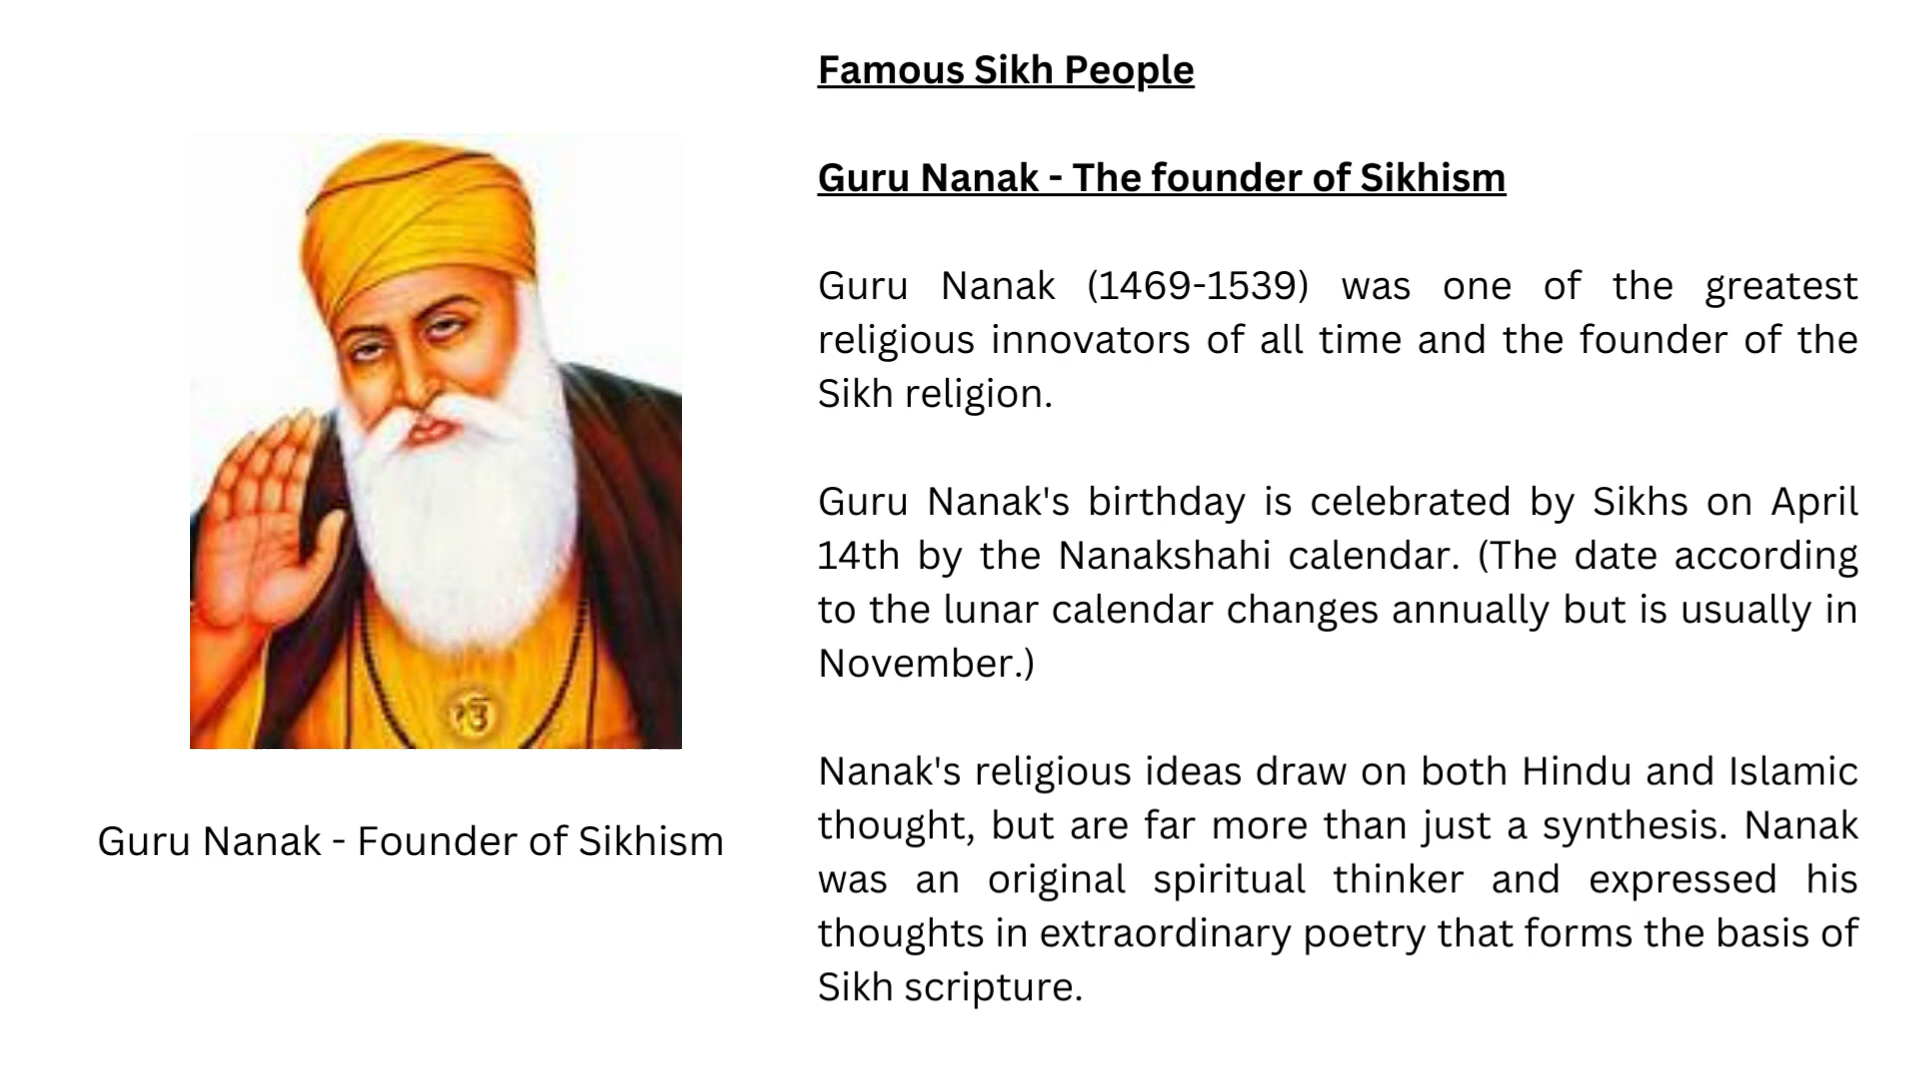 Famous Sikh People
Guru Nanak - The founder of Sikhism
Guru Nanak (1469-1539) was one of the greatest
religious innovators of all time and the founder of the
Sikh religion.
Guru Nanak's birthday is celebrated by Sikhs on April
14th by the Nanakshahi calendar. (The date according
to the lunar calendar changes annually but is usually in
November.)
Nanak's religious ideas draw on both Hindu and Islamic
thought, but are far more than just a synthesis. Nanak
was an original spiritual thinker and expressed his
thoughts in extraordinary poetry that forms the basis of
Sikh scripture.
ੴ
Guru Nanak - Founder of Sikhism